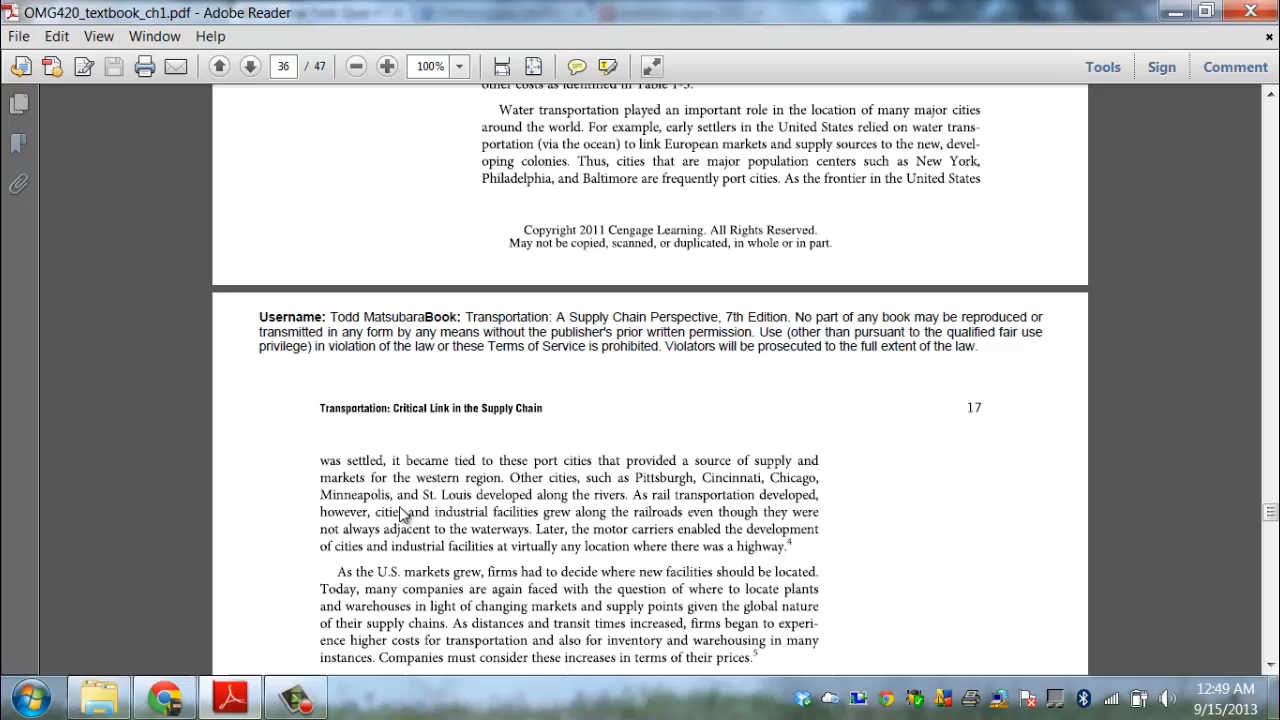 OMG420_textbook_ch1.pdf - Adobe Reader
File Edit View Window Help
36 / 47 100% Tools Sign Comment
other costs as identified in Table 1-3.
Water transportation played an important role in the location of many major cities
around the world. For example, early settlers in the United States relied on water trans-
portation (via the ocean) to link European markets and supply sources to the new, devel-
oping colonies. Thus, cities that are major population centers such as New York,
Philadelphia, and Baltimore are frequently port cities. As the frontier in the United States
Copyright 2011 Cengage Learning. All Rights Reserved.
May not be copied, scanned, or duplicated, in whole or in part.
Username: Todd MatsubaraBook: Transportation: A Supply Chain Perspective, 7th Edition. No part of any book may be reproduced or
transmitted in any form by any means without the publisher's prior written permission. Use (other than pursuant to the qualified fair use
privilege) in violation of the law or these Terms of Service is prohibited. Violators will be prosecuted to the full extent of the law.
Transportation: Critical Link in the Supply Chain 17
was settled, it became tied to these port cities that provided a source of supply and
markets for the western region. Other cities, such as Pittsburgh, Cincinnati, Chicago,
Minneapolis, and St. Louis developed along the rivers. As rail transportation developed,
however, cities and industrial facilities grew along the railroads even though they were
not always adjacent to the waterways. Later, the motor carriers enabled the development
of cities and industrial facilities at virtually any location where there was a highway.4
As the U.S. markets grew, firms had to decide where new facilities should be located.
Today, many companies are again faced with the question of where to locate plants
and warehouses in light of changing markets and supply points given the global nature
of their supply chains. As distances and transit times increased, firms began to experi-
ence higher costs for transportation and also for inventory and warehousing in many
instances. Companies must consider these increases in terms of their prices.5
12:49 AM
9/15/2013